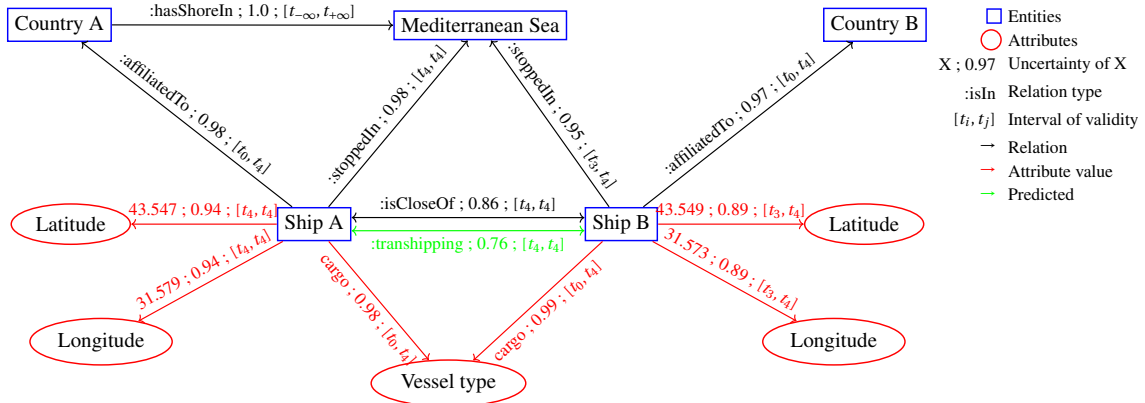 Country A
:hasShoreIn ; 1.0 ; [t₋∞, t₊∞]
Mediterranean Sea
Country B
Entities
Attributes
X ; 0.97 Uncertainty of X
:isIn Relation type
[tᵢ, tⱼ] Interval of validity
Relation
Attribute value
Predicted
:affiliatedTo ; 0.98 ; [t₀, t₄]
:stoppedIn ; 0.98 ; [t₄, t₄]
:stoppedIn ; 0.95 ; [t₃, t₄]
:affiliatedTo ; 0.97 ; [t₀, t₄]
Latitude
43.547 ; 0.94 ; [t₄, t₄]
Ship A
:isCloseOf ; 0.86 ; [t₄, t₄]
:transhipping ; 0.76 ; [t₄, t₄]
Ship B
43.549 ; 0.89 ; [t₃, t₄]
Latitude
31.579 ; 0.94 ; [t₄, t₄]
cargo ; 0.98 ; [t₀, t₄]
cargo ; 0.99 ; [t₀, t₄]
31.573 ; 0.89 ; [t₃, t₄]
Longitude
Longitude
Vessel type